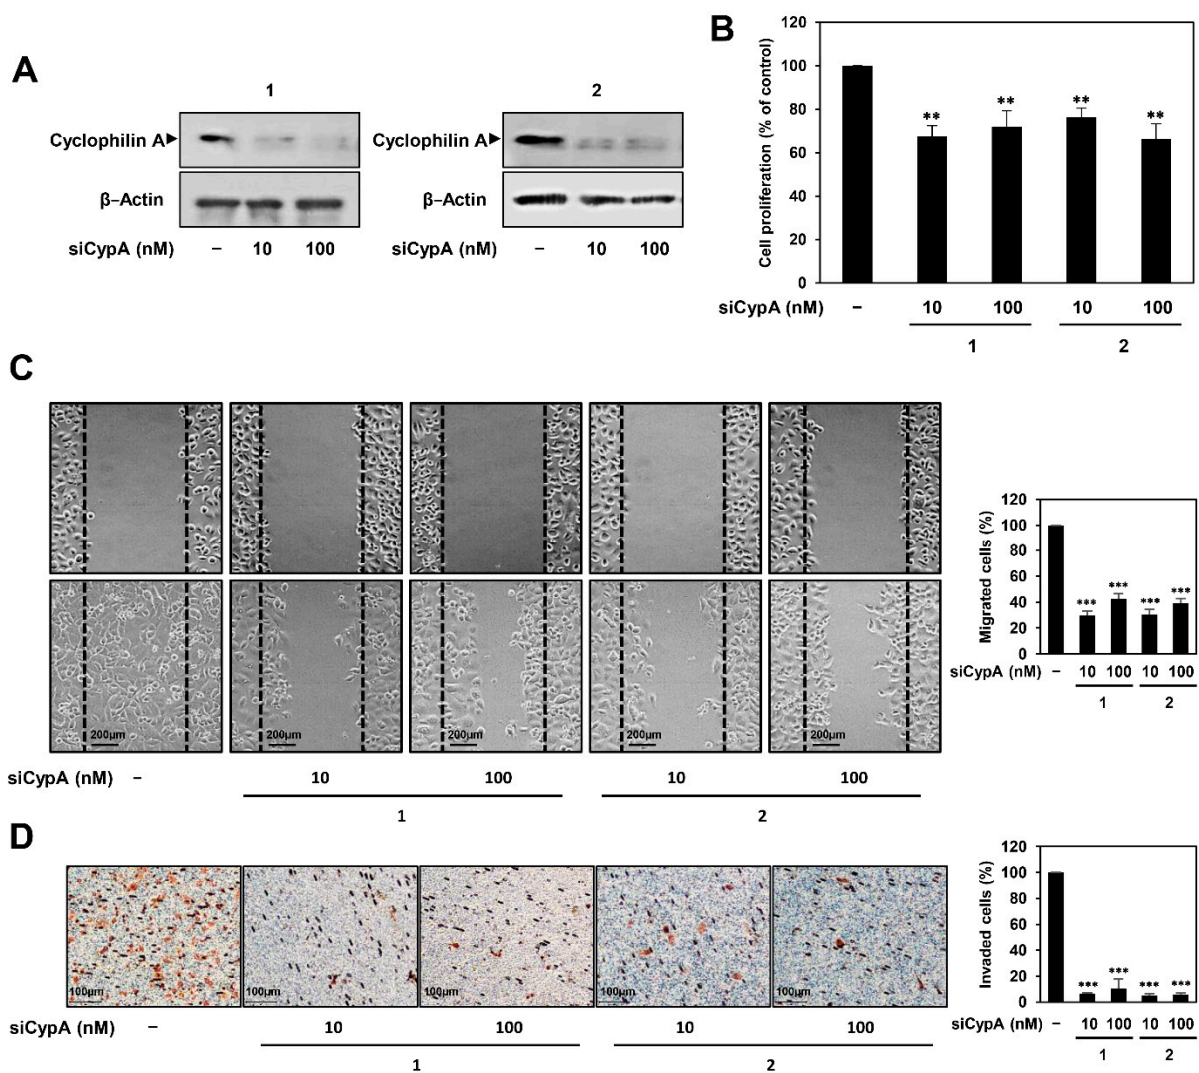 A
1
2
Cyclophilin A
Cyclophilin A
β–Actin
β–Actin
siCypA (nM) – 10 100
siCypA (nM) – 10 100
B
Cell proliferation (% of control)
120
100
80
60
40
20
0
** ** ** **
siCypA (nM) – 10 100 10 100
1 2
C
200µm 200µm 200µm 200µm 200µm
siCypA (nM) – 10 100 10 100
1 2
Migrated cells (%)
120
100
80
60
40
20
0
*** *** *** ***
siCypA (nM) – 10 100 10 100
1 2
D
100µm 100µm 100µm 100µm 100µm
siCypA (nM) – 10 100 10 100
1 2
Invaded cells (%)
120
100
80
60
40
20
0
*** *** *** ***
siCypA (nM) – 10 100 10 100
1 2